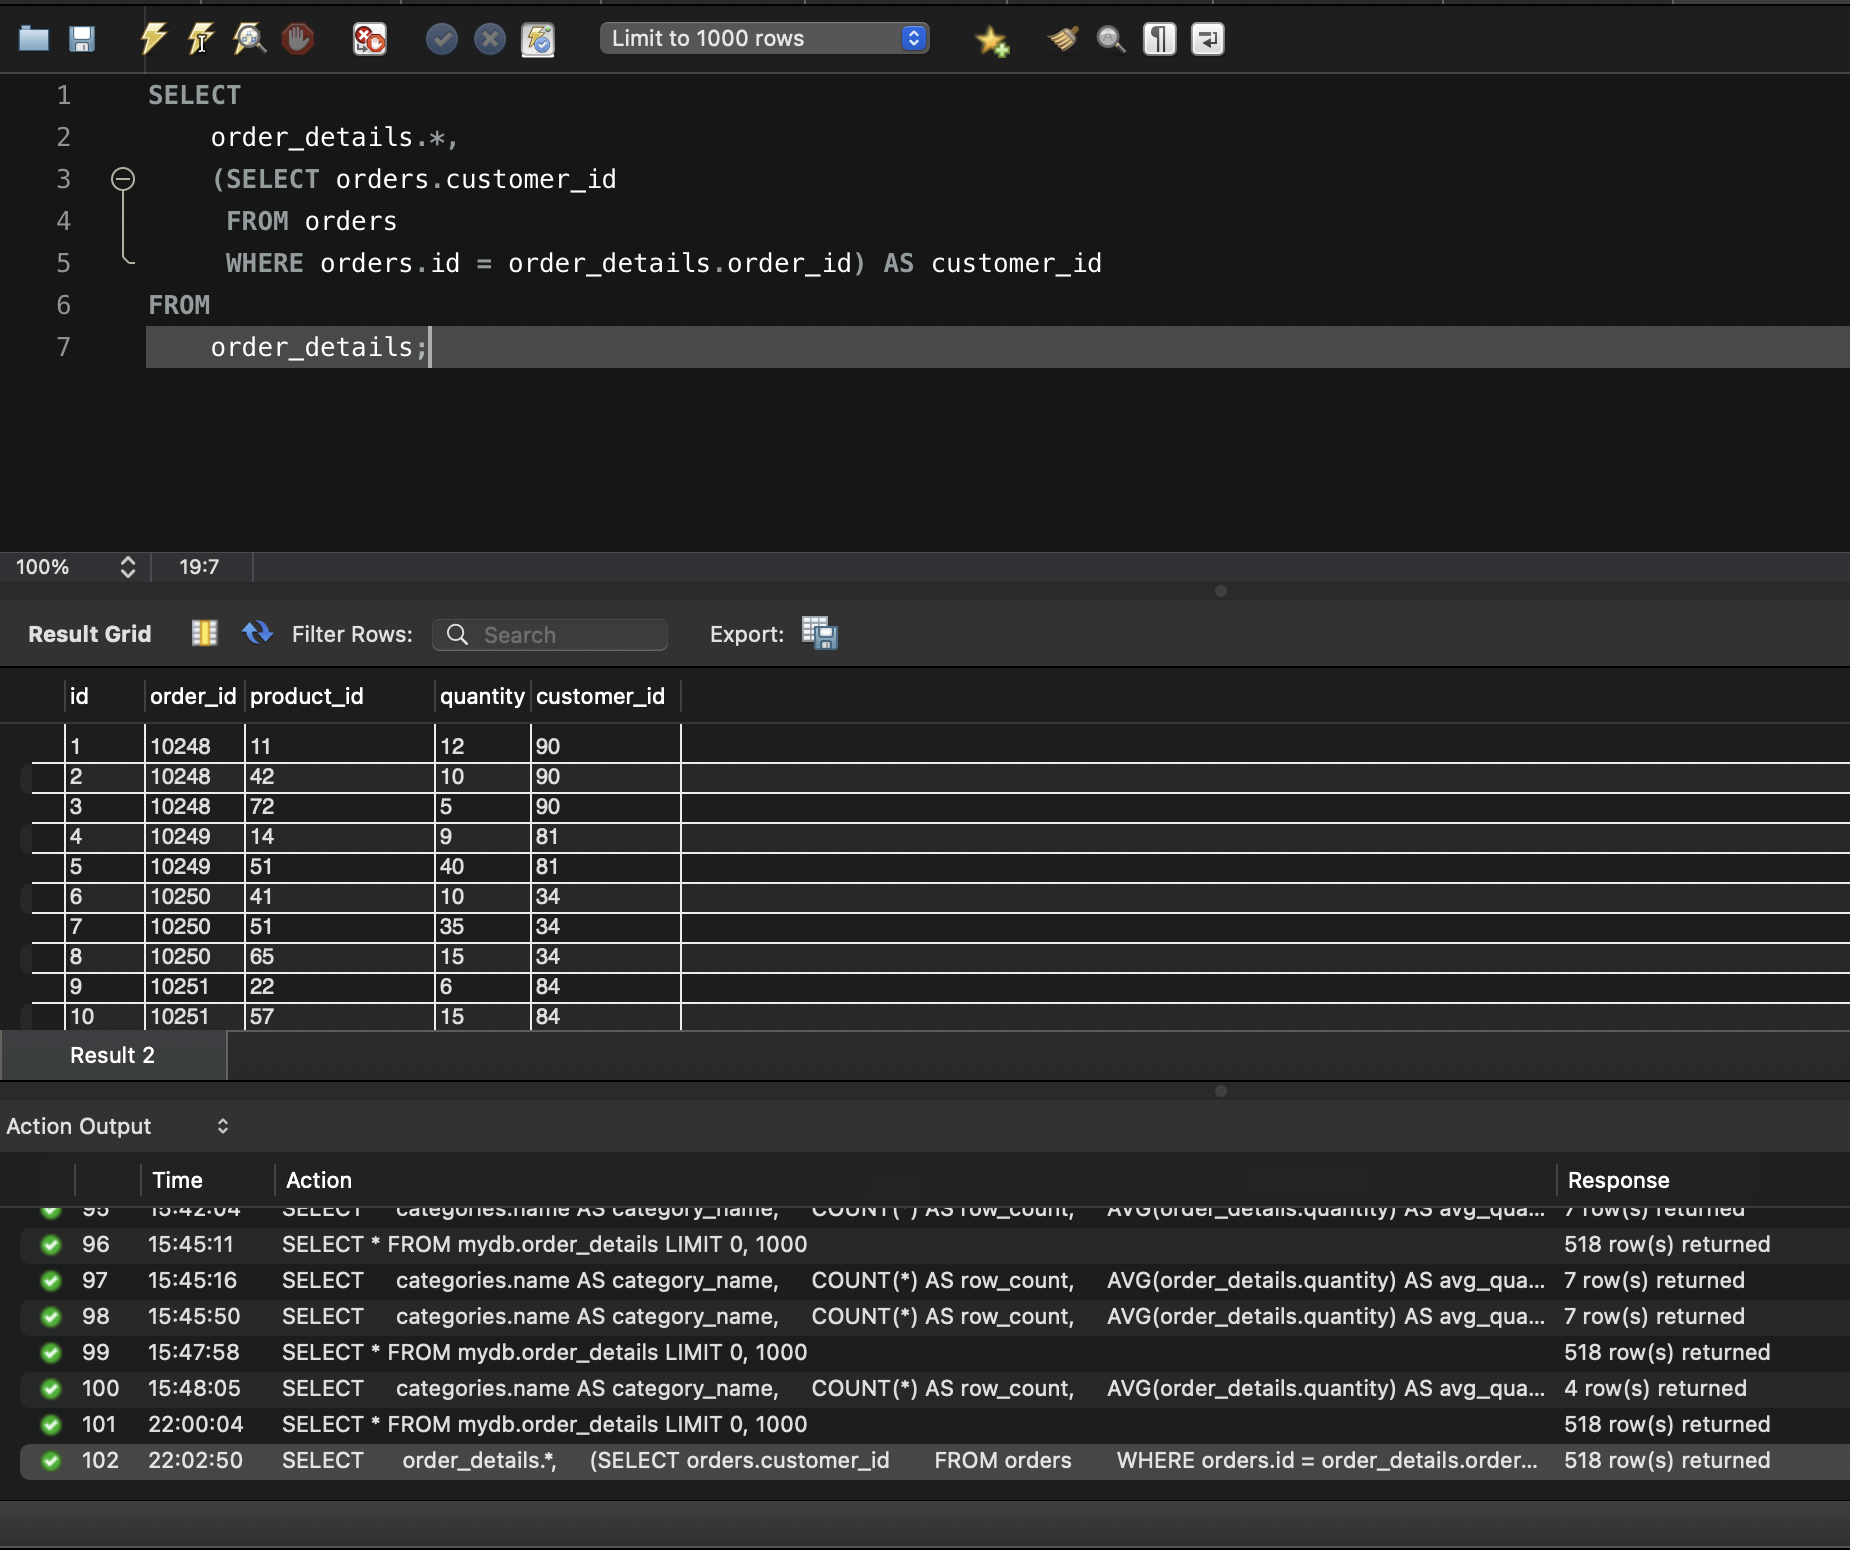 Limit to 1000 rows
1 SELECT
2 order_details.*,
3 (SELECT orders.customer_id
4 FROM orders
5 WHERE orders.id = order_details.order_id) AS customer_id
6 FROM
7 order_details;
100% 19:7
Result Grid Filter Rows: Search Export:
id order_id product_id quantity customer_id
1 10248 11 12 90
2 10248 42 10 90
3 10248 72 5 90
4 10249 14 9 81
5 10249 51 40 81
6 10250 41 10 34
7 10250 51 35 34
8 10250 65 15 34
9 10251 22 6 84
10 10251 57 15 84
Result 2
Action Output
Time Action Response
95 15:42:04 SELECT categories.name AS category_name, COUNT(*) AS row_count, AVG(order_details.quantity) AS avg_qua... 7 row(s) returned
96 15:45:11 SELECT * FROM mydb.order_details LIMIT 0, 1000 518 row(s) returned
97 15:45:16 SELECT categories.name AS category_name, COUNT(*) AS row_count, AVG(order_details.quantity) AS avg_qua... 7 row(s) returned
98 15:45:50 SELECT categories.name AS category_name, COUNT(*) AS row_count, AVG(order_details.quantity) AS avg_qua... 7 row(s) returned
99 15:47:58 SELECT * FROM mydb.order_details LIMIT 0, 1000 518 row(s) returned
100 15:48:05 SELECT categories.name AS category_name, COUNT(*) AS row_count, AVG(order_details.quantity) AS avg_qua... 4 row(s) returned
101 22:00:04 SELECT * FROM mydb.order_details LIMIT 0, 1000 518 row(s) returned
102 22:02:50 SELECT order_details.*, (SELECT orders.customer_id FROM orders WHERE orders.id = order_details.order... 518 row(s) returned